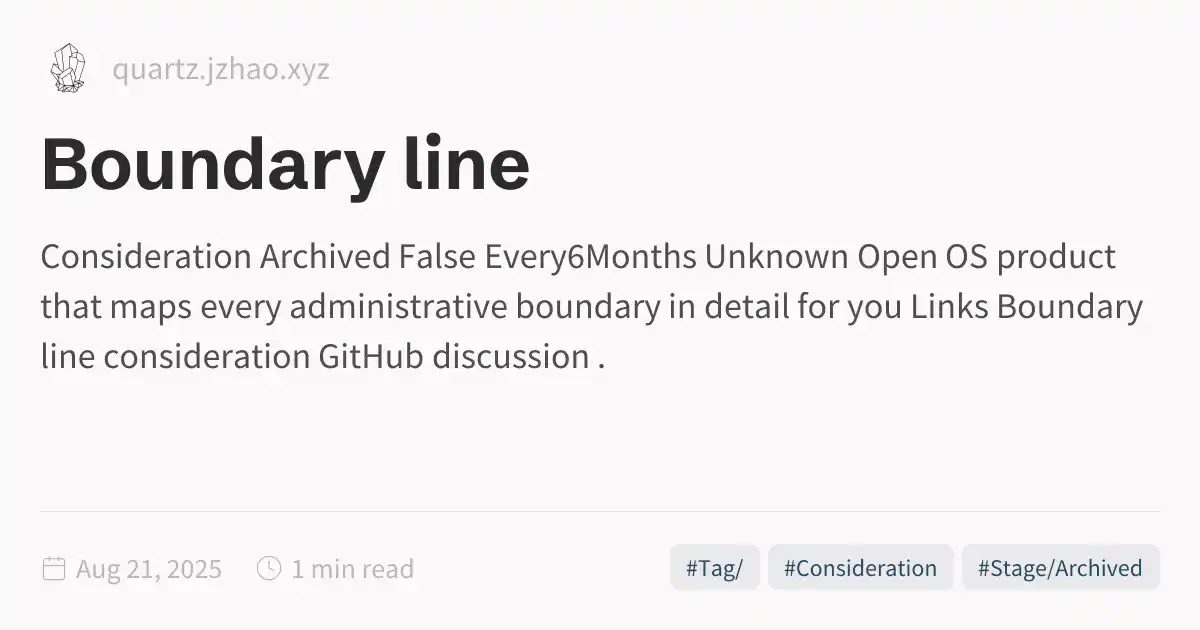 quartz.jzhao.xyz
Boundary line
Consideration Archived False Every6Months Unknown Open OS product
that maps every administrative boundary in detail for you Links Boundary
line consideration GitHub discussion .
Aug 21, 2025 1 min read #Tag/ #Consideration #Stage/Archived